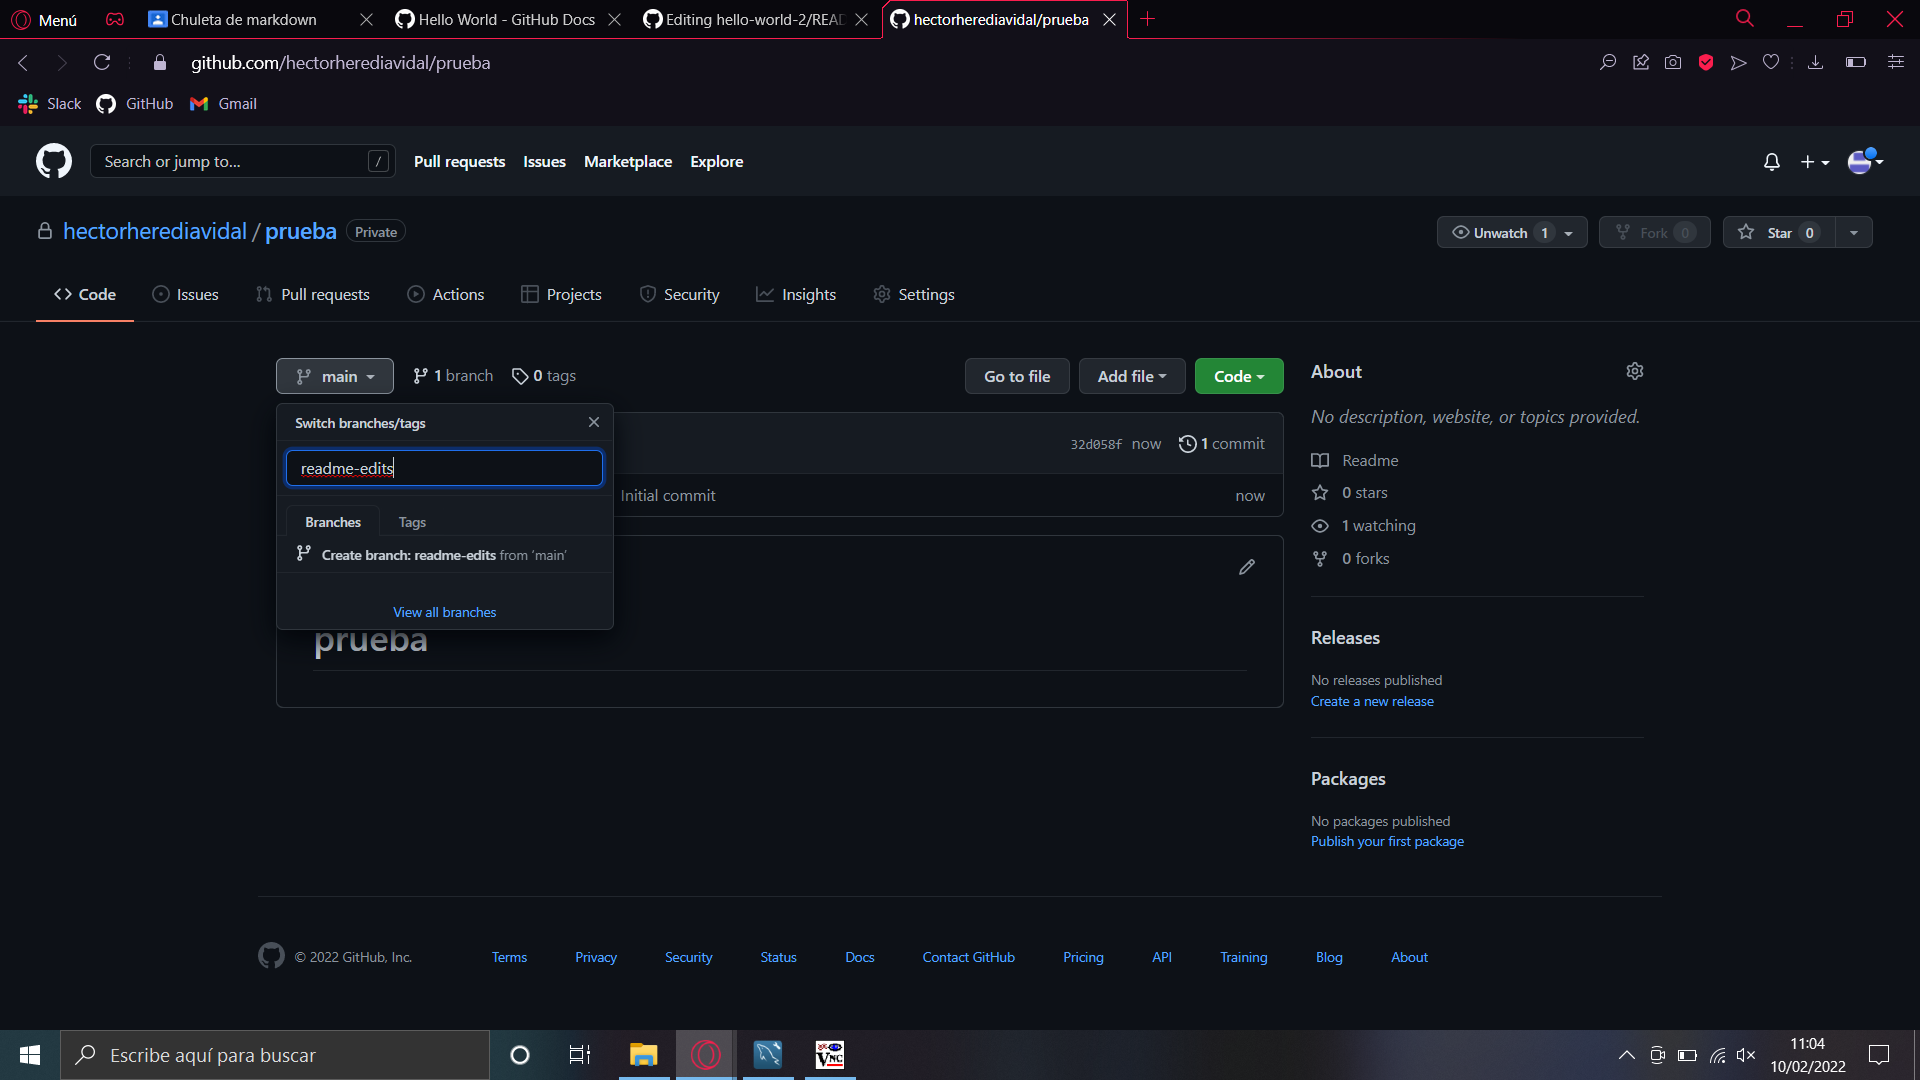 Menú
Chuleta de markdown
Hello World - GitHub Docs
Editing hello-world-2/READ
hectorherediavidal/prueba
github.com/hectorherediavidal/prueba
Slack
GitHub
Gmail
Search or jump to...
/
Pull requests
Issues
Marketplace
Explore
hectorherediavidal / prueba
Private
Unwatch 1
Fork 0
Star 0
Code
Issues
Pull requests
Actions
Projects
Security
Insights
Settings
main
1 branch
0 tags
Go to file
Add file
Code
Switch branches/tags
readme-edits
Branches
Tags
Create branch: readme-edits from 'main'
View all branches
32d058f now
1 commit
Initial commit
now
prueba
About
No description, website, or topics provided.
Readme
0 stars
1 watching
0 forks
Releases
No releases published
Create a new release
Packages
No packages published
Publish your first package
© 2022 GitHub, Inc.
Terms
Privacy
Security
Status
Docs
Contact GitHub
Pricing
API
Training
Blog
About
Escribe aquí para buscar
VNC
11:04
10/02/2022